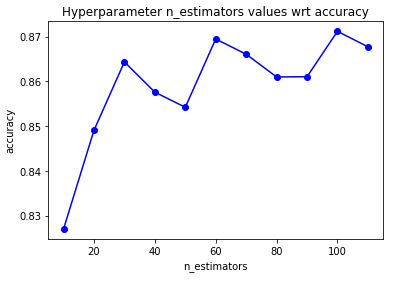 Hyperparameter n_estimators values wrt accuracy
0.87
0.86
0.85
0.84
0.83
accuracy
20 40 60 80 100
n_estimators